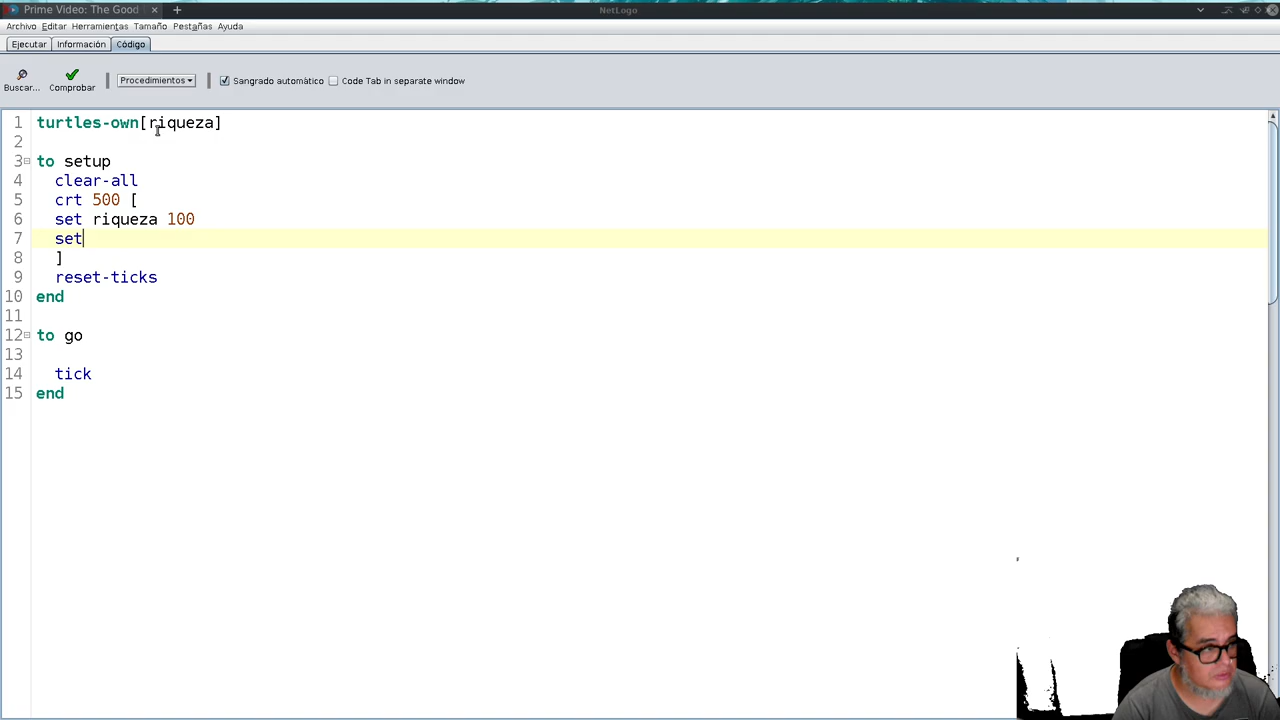 Prime Video: The Good
NetLogo
Archivo Editar Herramientas Tamaño Pestañas Ayuda
Ejecutar Información Código
Buscar... Comprobar Procedimientos Sangrado automático Code Tab in separate window
1 turtles-own[riqueza]
2
3 to setup
4 clear-all
5 crt 500 [
6 set riqueza 100
7 set
8 ]
9 reset-ticks
10 end
11
12 to go
13
14 tick
15 end